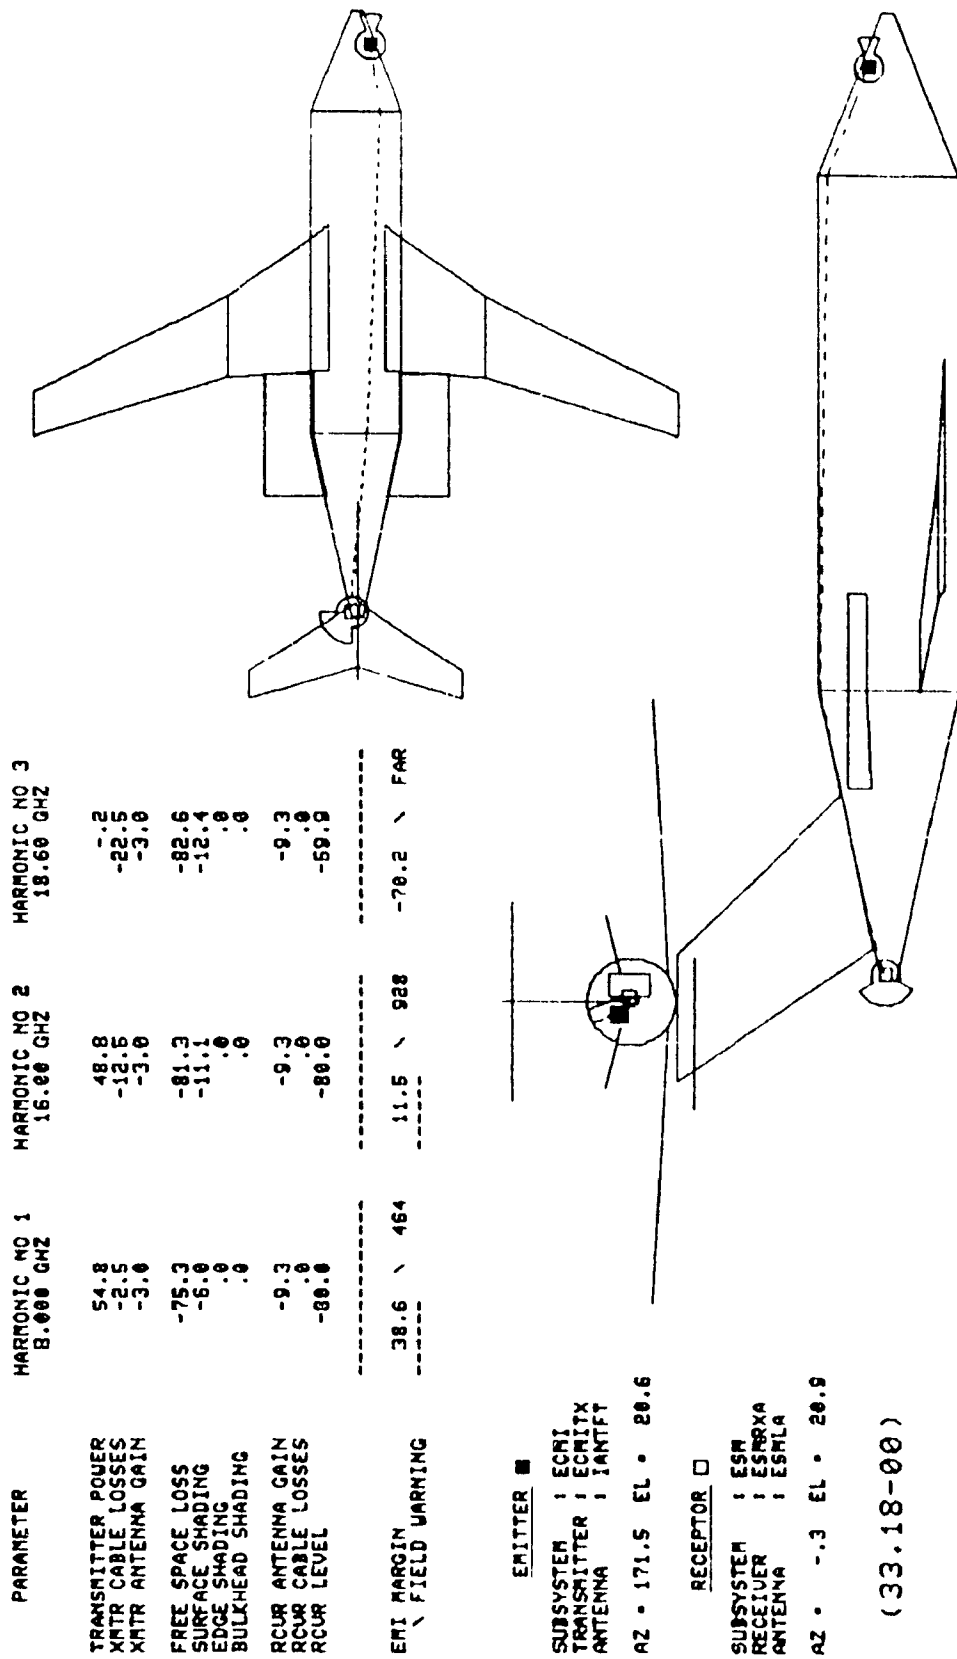 PARAMETER HARMONIC NO 1 HARMONIC NO 2 HARMONIC NO 3
8.000 GHZ 16.00 GHZ 18.60 GHZ
TRANSMITTER POWER 54.8 48.8 -.2
XMTR CABLE LOSSES -2.5 -12.5 -22.5
XMTR ANTENNA GAIN -3.0 -3.0 -3.0
FREE SPACE LOSS -75.3 -81.3 -82.6
SURFACE SHADING -6.0 -11.1 -12.4
EDGE SHADING .0 .0 .0
BULKHEAD SHADING .0 .0 .0
RCVR ANTENNA GAIN -9.3 -9.3 -9.3
RCVR CABLE LOSSES .0 .0 .0
RCVR LEVEL -80.0 -80.0 -59.9
EMI MARGIN 38.6 \ 464 11.5 \ 928 -70.2 \ FAR
\ FIELD WARNING
EMITTER
SUBSYSTEM : ECMI
TRANSMITTER : ECMITX
ANTENNA : IANTFT
AZ = 171.5 EL = 20.6
RECEPTOR
SUBSYSTEM : ESM
RECEIVER : ESMRXA
ANTENNA : ESMLA
AZ = -.3 EL = 20.9
(33.18-00)